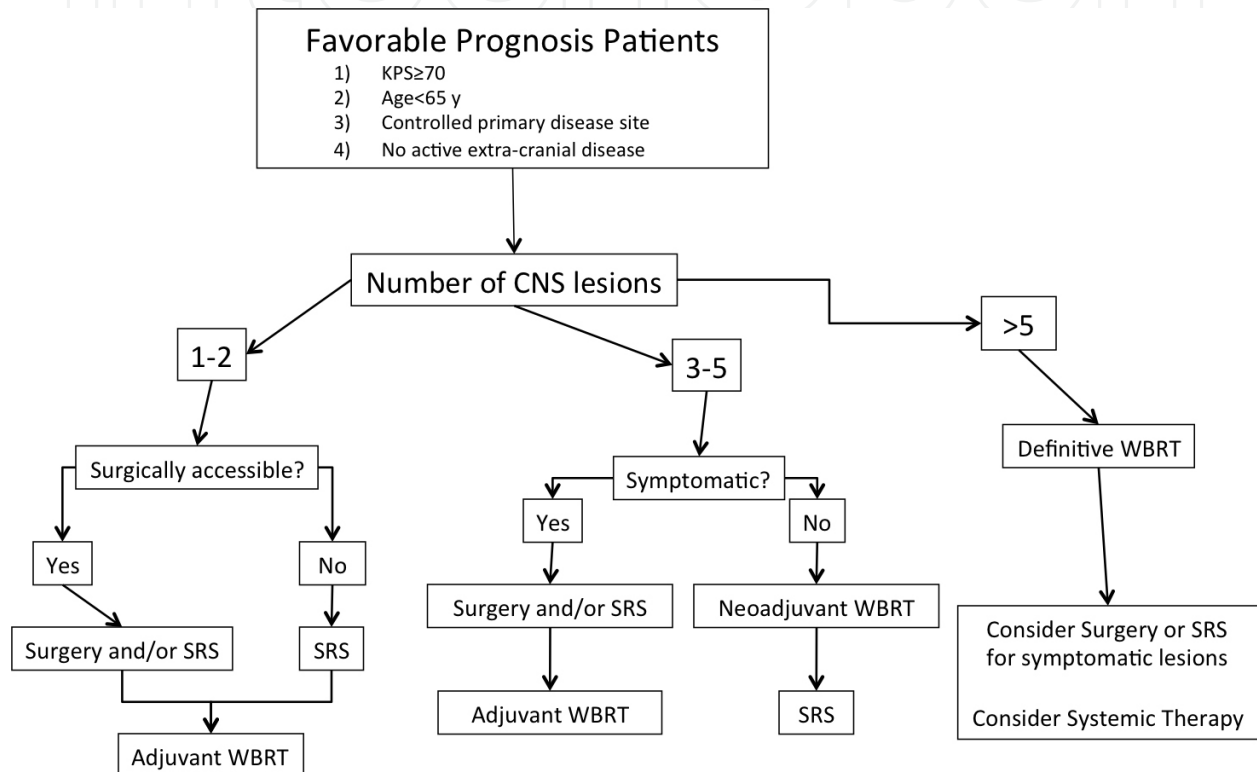 Favorable Prognosis Patients
1) KPS≥70
2) Age<65 y
3) Controlled primary disease site
4) No active extra-cranial disease
Number of CNS lesions
1-2
3-5
>5
Surgically accessible?
Symptomatic?
Definitive WBRT
Yes
No
Yes
No
Surgery and/or SRS
SRS
Surgery and/or SRS
Neoadjuvant WBRT
Consider Surgery or SRS
for symptomatic lesions
Consider Systemic Therapy
Adjuvant WBRT
Adjuvant WBRT
SRS